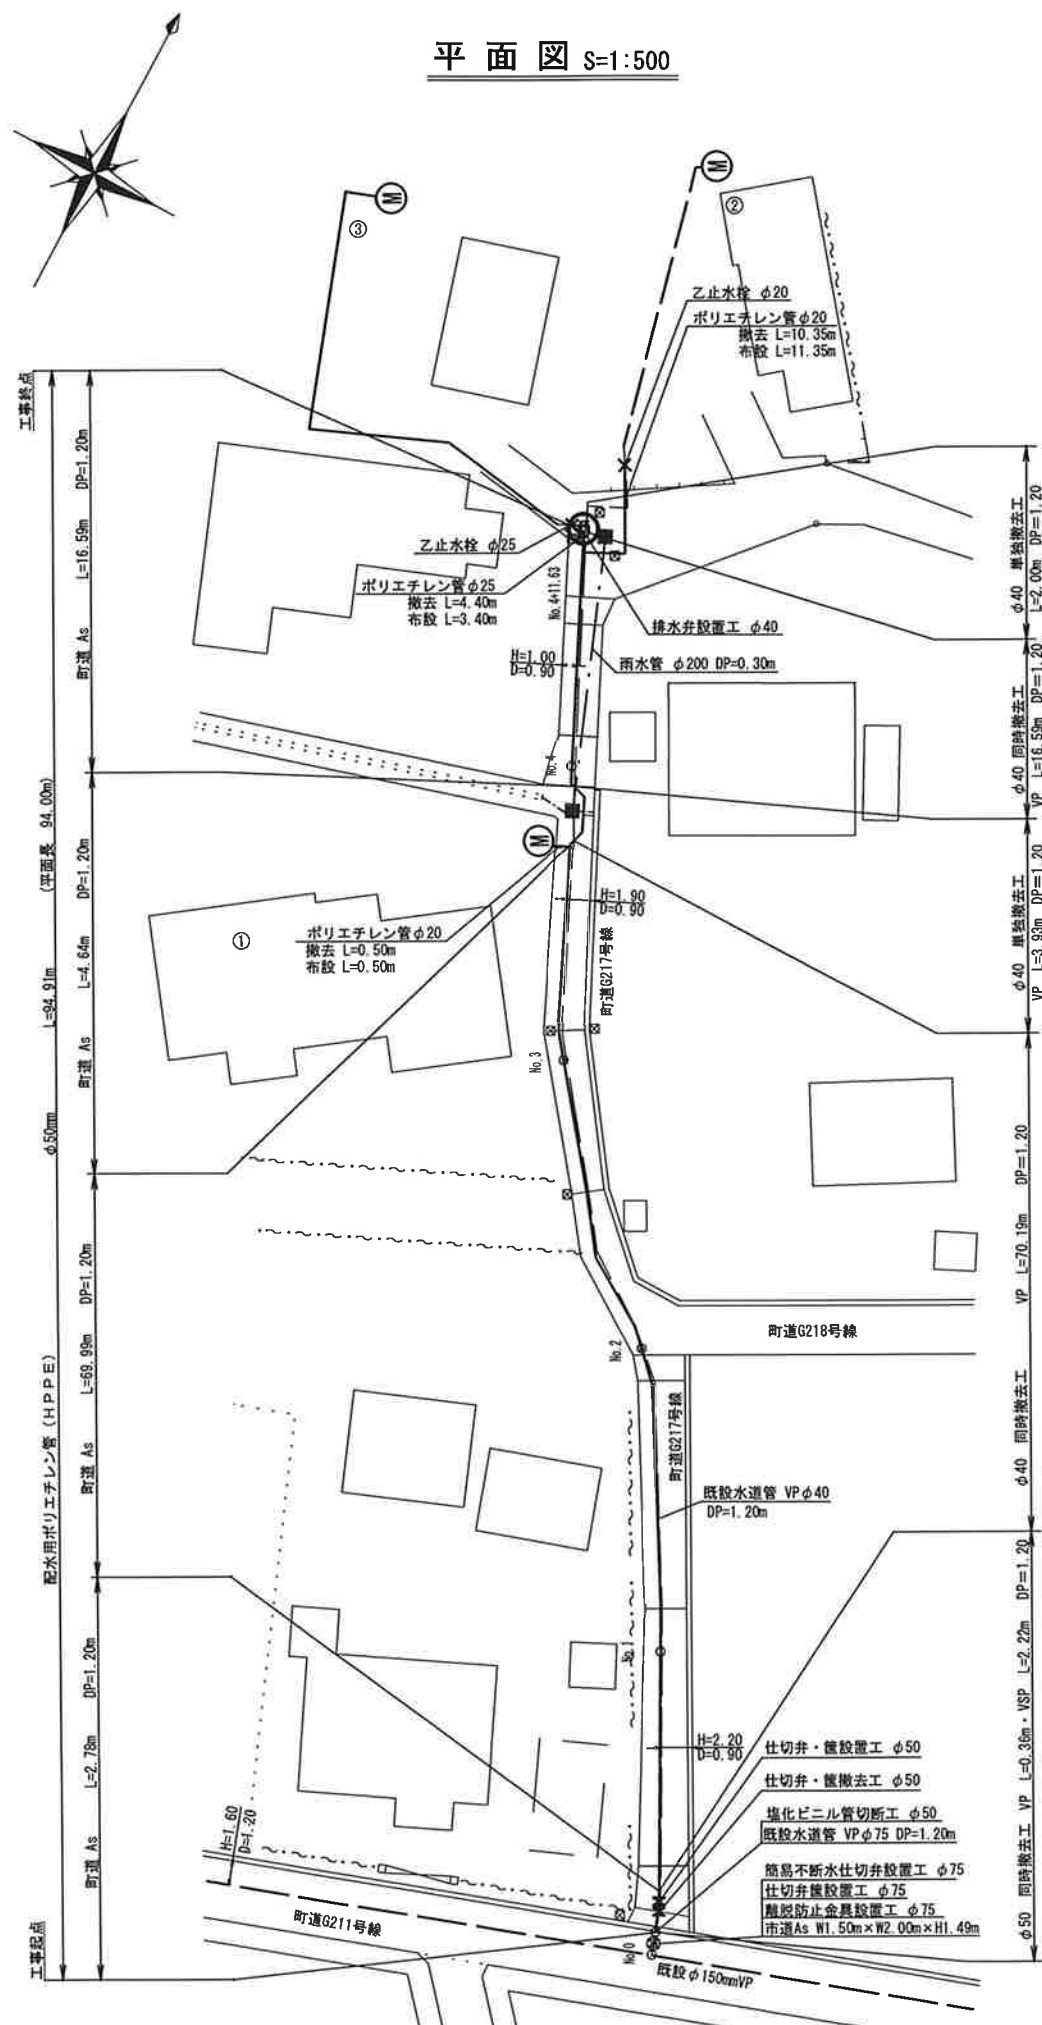 平面図 S=1:500
M
③
M
②
乙止水栓 φ20
ポリエチレン管φ20
撤去 L=10.35m
布設 L=11.35m
工事終点
町道 As L=16.59m DP=1.20m
乙止水栓 φ25
ポリエチレン管φ25
撤去 L=4.40m
布設 L=3.40m
No.4+11.63
排水弁設置工 φ40
雨水管 φ200 DP=0.30m
H=1.00
D=0.90
φ40 単独撤去工
L=2.00m DP=1.20
φ40 同時撤去工
VP L=16.59m DP=1.20
No.4
M
H=1.90
D=0.90
町道G217号線
①
ポリエチレン管φ20
撤去 L=0.50m
布設 L=0.50m
町道 As L=4.64m DP=1.20m
φ40 単独撤去工
VP L=3.93m DP=1.20
No.3
配水用ポリエチレン管(HPPE) φ50mm L=94.91m (平面長 94.00m)
町道 As L=69.99m DP=1.20m
φ40 同時撤去工 VP L=70.19m DP=1.20
町道G218号線
No.2
町道G217号線
既設水道管 VPφ40
DP=1.20m
No.1
H=2.20
D=0.90
仕切弁・筐設置工 φ50
仕切弁・筐撤去工 φ50
塩化ビニル管切断工 φ50
既設水道管 VPφ75 DP=1.20m
簡易不断水仕切弁設置工 φ75
仕切弁筐設置工 φ75
離脱防止金具設置工 φ75
市道As W1.50m×W2.00m×H1.49m
φ50 同時撤去工 VP L=0.36m・VSP L=2.22m DP=1.20
町道 As L=2.78m DP=1.20m
H=1.60
D=1.20
町道G211号線
No.0
既設φ150mmVP
工事起点